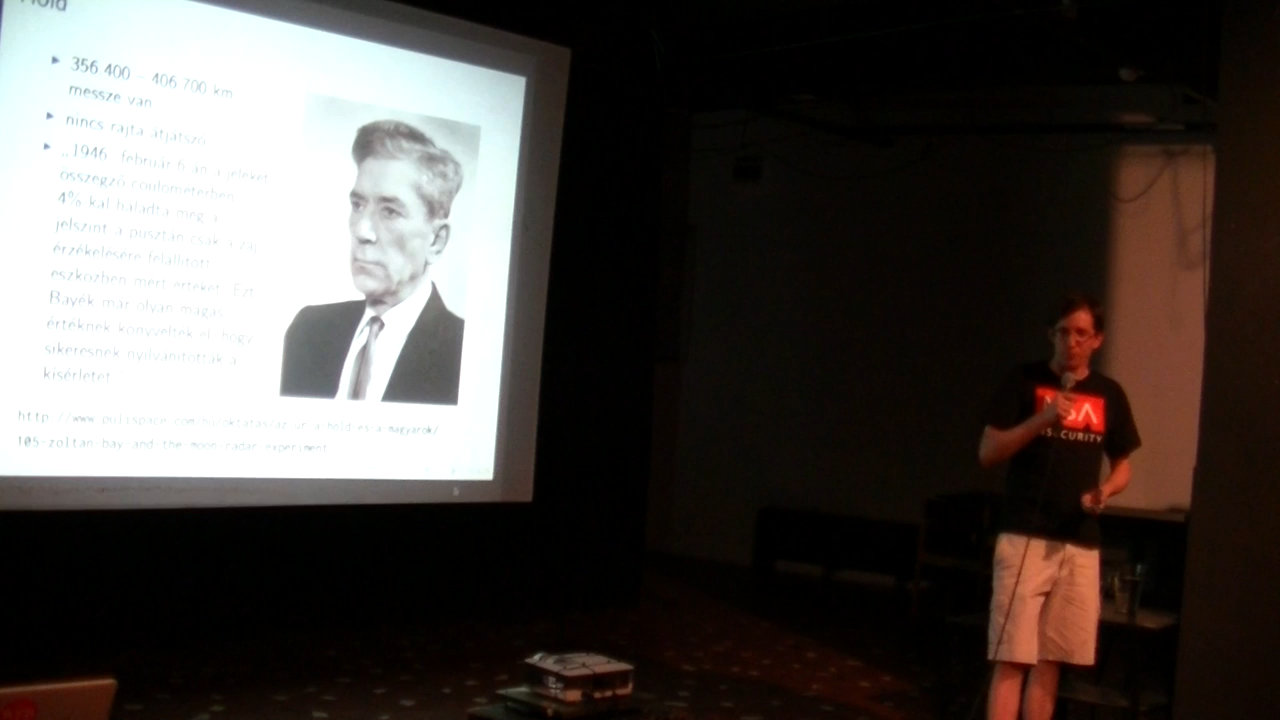 Hold
356.400 – 406.700 km
messze van
nincs rajta átjátszó
„1946. február 6-án a jeleket
összegző coulométerben
4%-kal haladta meg a
jelszint a pusztán csak a zaj
érzékelésére felállított
eszközben mért értéket. Ezt
Bayék már olyan magas
értéknek könyvelték el, hogy
sikeresnek nyilvánították a
kísérletet.
http://www.pulispace.com/hu/oktatas/az-ur-a-hold-es-a-magyarok/
105-zoltan-bay-and-the-moon-radar-experiment